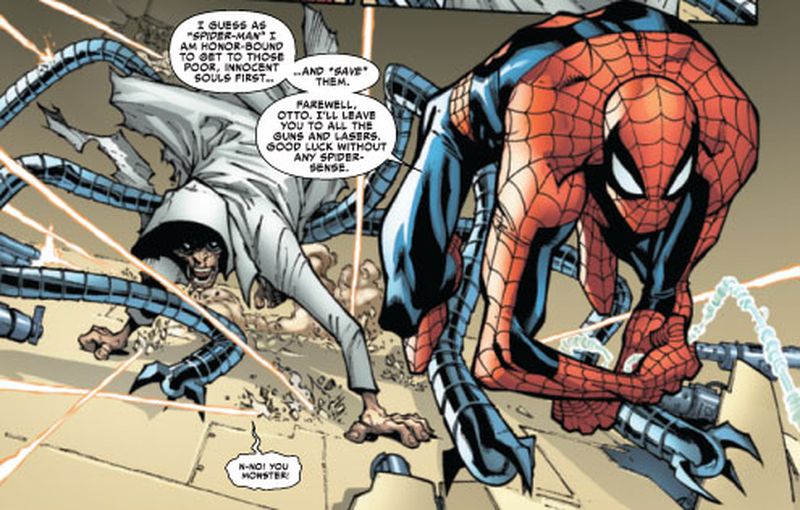 I GUESS AS
"SPIDER-MAN" I
AM HONOR-BOUND
TO GET TO THOSE
POOR, INNOCENT
SOULS FIRST...
...AND *SAVE*
THEM.
FAREWELL,
OTTO. I'LL LEAVE
YOU TO ALL THE
GUNS AND LASERS.
GOOD LUCK WITHOUT
ANY SPIDER-
SENSE.
N-NO! YOU
MONSTER!